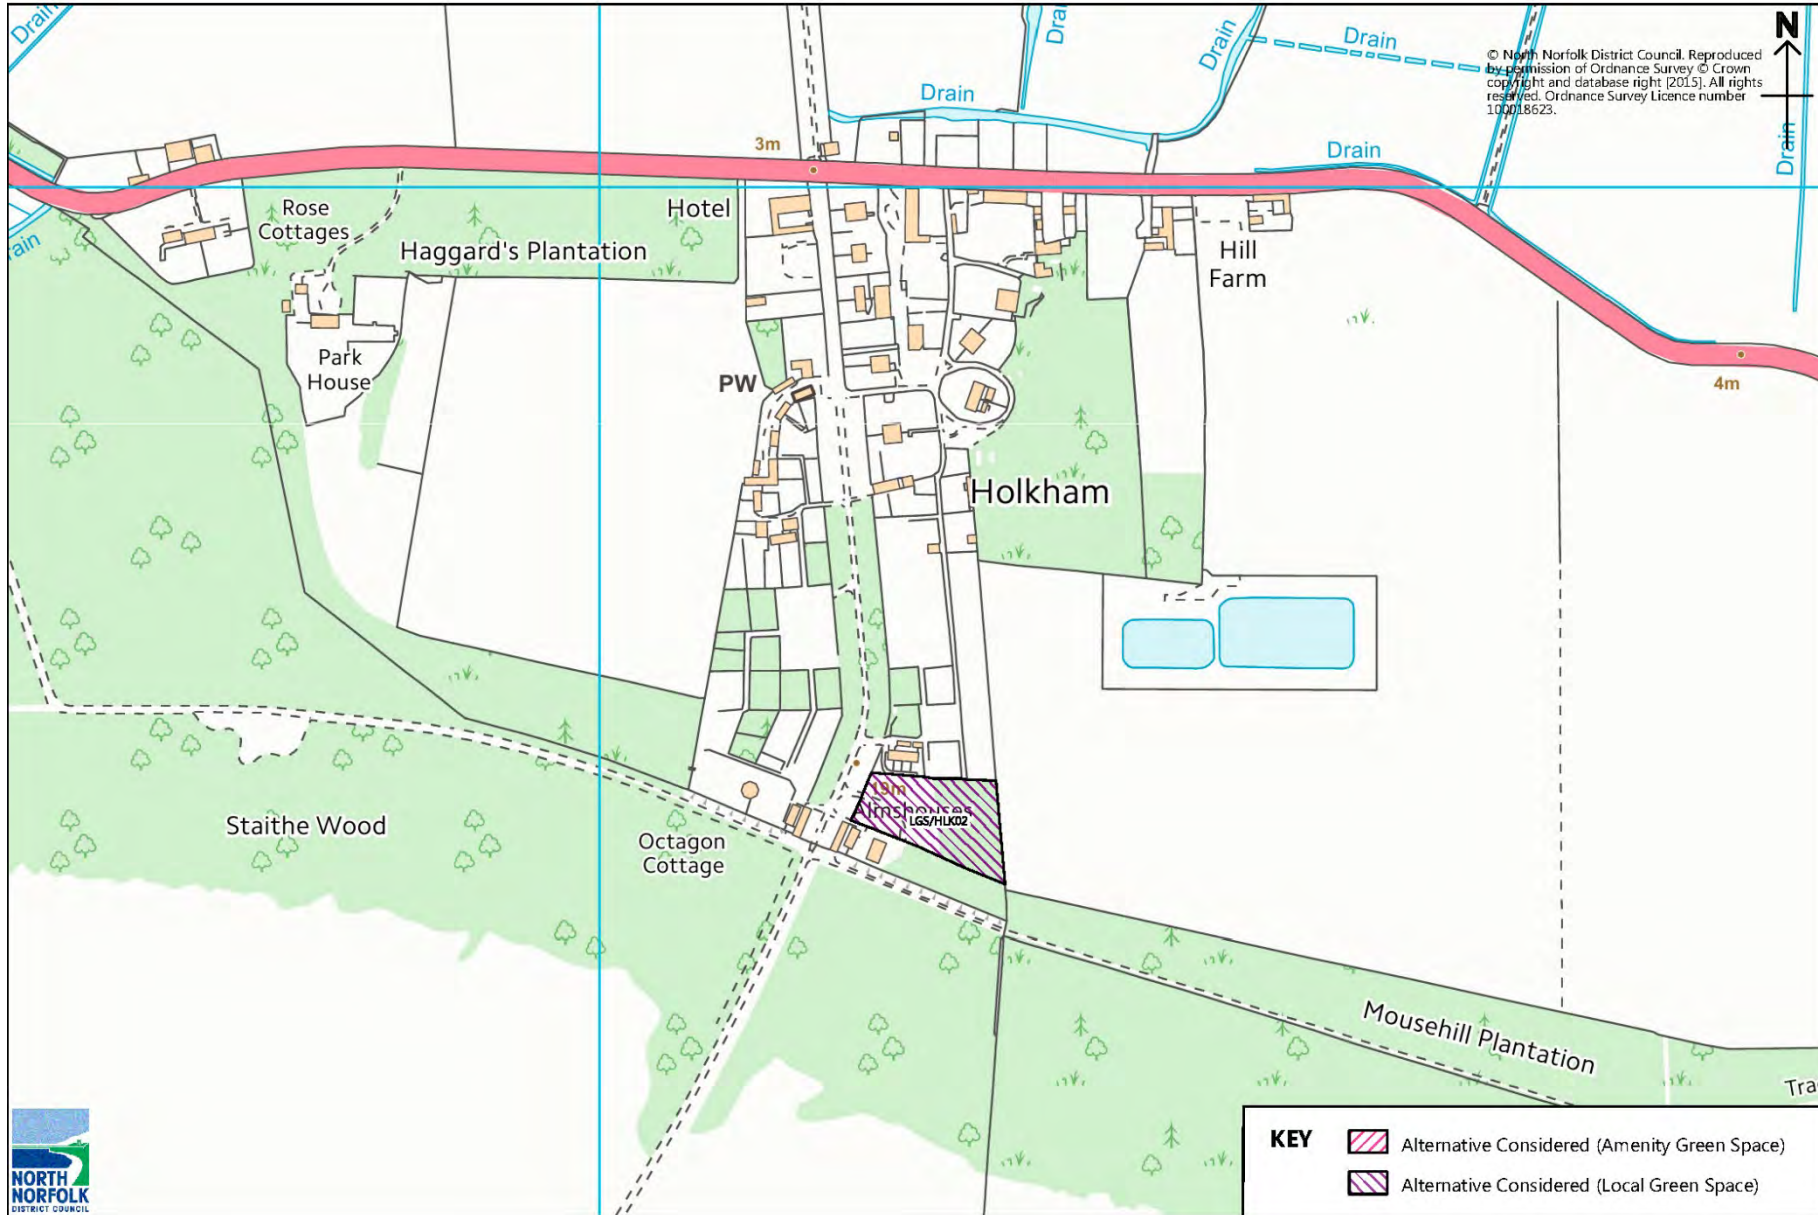 Drain
Drain
Drain
Drain
N
© North Norfolk District Council. Reproduced
by permission of Ordnance Survey © Crown
copyright and database right [2015]. All rights
reserved. Ordnance Survey Licence number
100018623.
Drain
3m
Drain
Drain
Rose
Cottages
Hotel
Haggard's Plantation
Hill
Farm
rain
Park
House
PW
4m
Holkham
19m
Almshouses
LGS/HLK02
Staithe Wood
Octagon
Cottage
Mousehill Plantation
Tra
KEY
Alternative Considered (Amenity Green Space)
Alternative Considered (Local Green Space)
NORTH
NORFOLK
DISTRICT COUNCIL